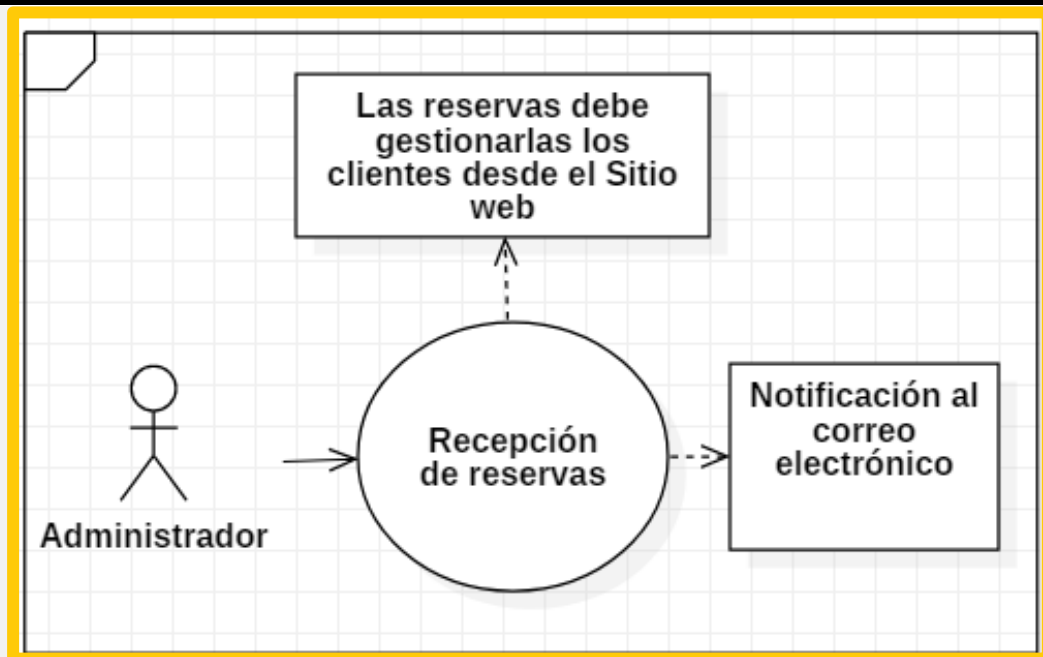 Las reservas debe
gestionarlas los
clientes desde el Sitio
web
Recepción
de reservas
Notificación al
correo
electrónico
Administrador